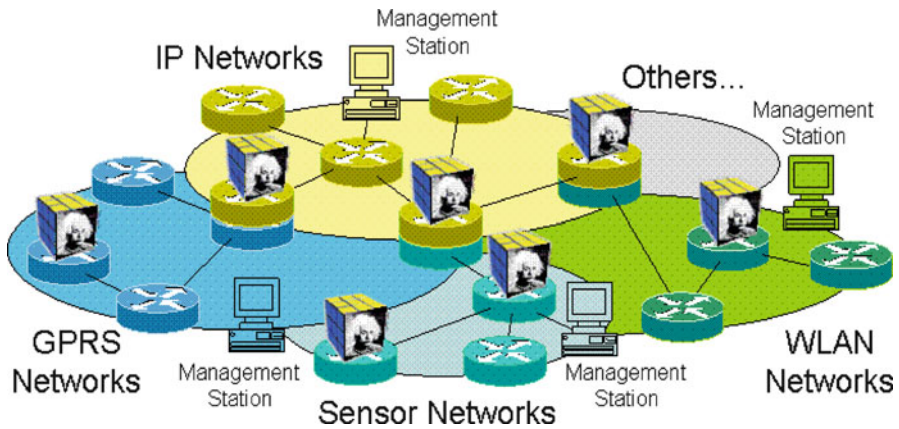 Management
Station
IP Networks
Others...
Management
Station
GPRS
Networks
Management
Station
Sensor Networks
Management
Station
WLAN
Networks